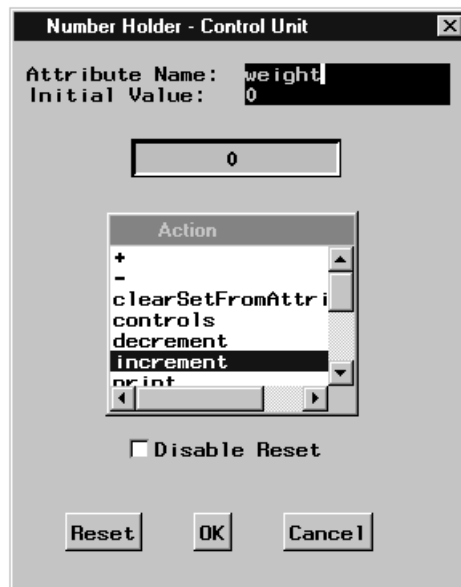 Number Holder - Control Unit
Attribute Name: weight
Initial Value: 0
0
Action
+
-
clearSetFromAttri
controls
decrement
increment
print
Disable Reset
Reset OK Cancel